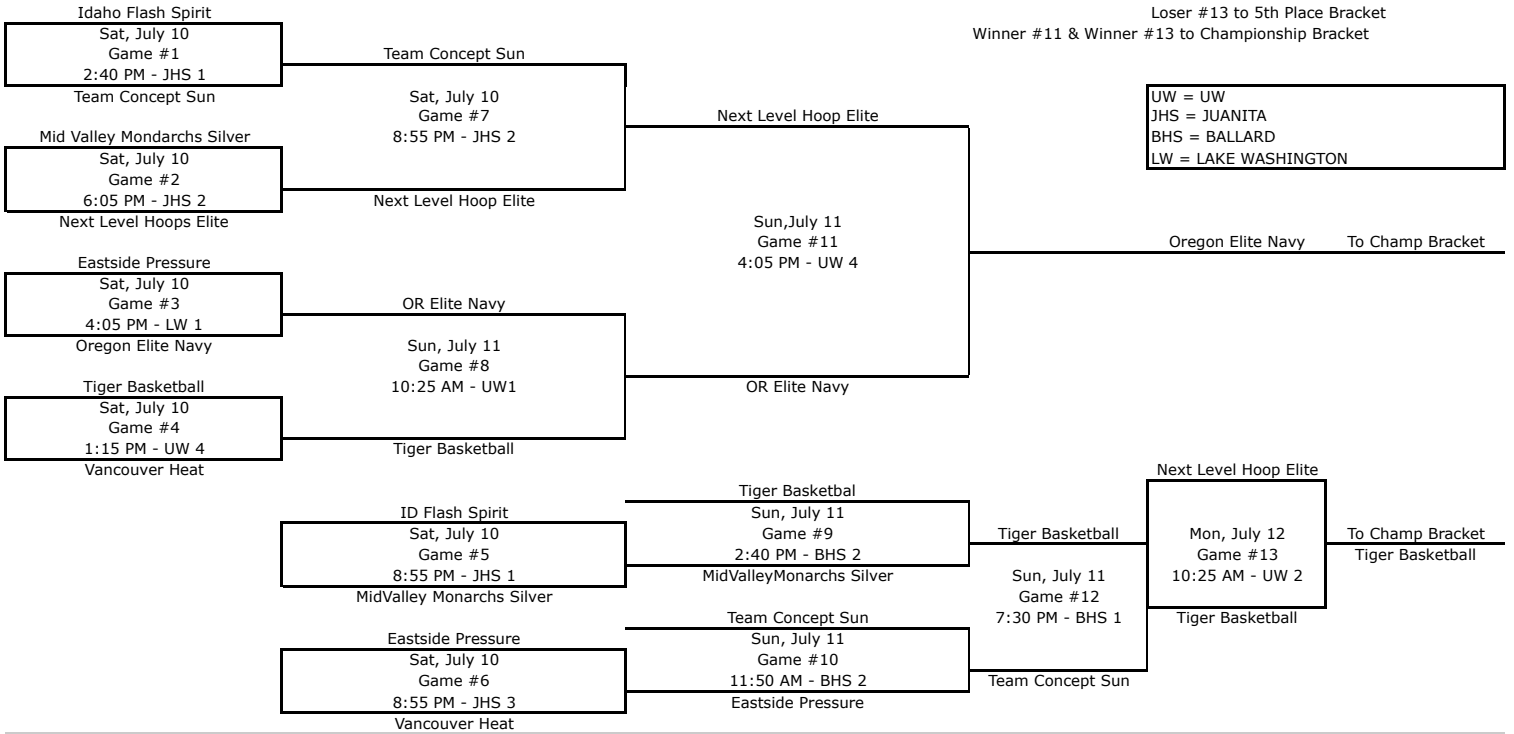 Idaho Flash Spirit
Sat, July 10
Game #1
2:40 PM - JHS 1
Team Concept Sun
Mid Valley Mondarchs Silver
Sat, July 10
Game #2
6:05 PM - JHS 2
Next Level Hoops Elite
Eastside Pressure
Sat, July 10
Game #3
4:05 PM - LW 1
Oregon Elite Navy
Tiger Basketball
Sat, July 10
Game #4
1:15 PM - UW 4
Vancouver Heat
Team Concept Sun
Sat, July 10
Game #7
8:55 PM - JHS 2
Next Level Hoop Elite
OR Elite Navy
Sun, July 11
Game #8
10:25 AM - UW1
Tiger Basketball
ID Flash Spirit
Sat, July 10
Game #5
8:55 PM - JHS 1
MidValley Monarchs Silver
Eastside Pressure
Sat, July 10
Game #6
8:55 PM - JHS 3
Vancouver Heat
Next Level Hoop Elite
Sun,July 11
Game #11
4:05 PM - UW 4
OR Elite Navy
Tiger Basketbal
Sun, July 11
Game #9
2:40 PM - BHS 2
MidValleyMonarchs Silver
Team Concept Sun
Sun, July 11
Game #10
11:50 AM - BHS 2
Eastside Pressure
Loser #13 to 5th Place Bracket
Winner #11 & Winner #13 to Championship Bracket
UW = UW
JHS = JUANITA
BHS = BALLARD
LW = LAKE WASHINGTON
Oregon Elite Navy To Champ Bracket
Tiger Basketball
Sun, July 11
Game #12
7:30 PM - BHS 1
Team Concept Sun
Next Level Hoop Elite
Mon, July 12
Game #13
10:25 AM - UW 2
Tiger Basketball
To Champ Bracket
Tiger Basketball